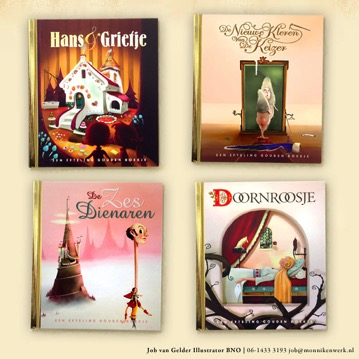 Hans & Grietje
EEN EFTELING GOUDEN BOEKJE
De Nieuwe Kleren
Van De Keizer
EEN EFTELING GOUDEN BOEKJE
De Zes
Dienaren
EEN EFTELING GOUDEN BOEKJE
DOORNROOSJE
EEN EFTELING GOUDEN BOEKJE
Job van Gelder Illustrator BNO | 06-1433 3193 job@monnikenwerk.nl